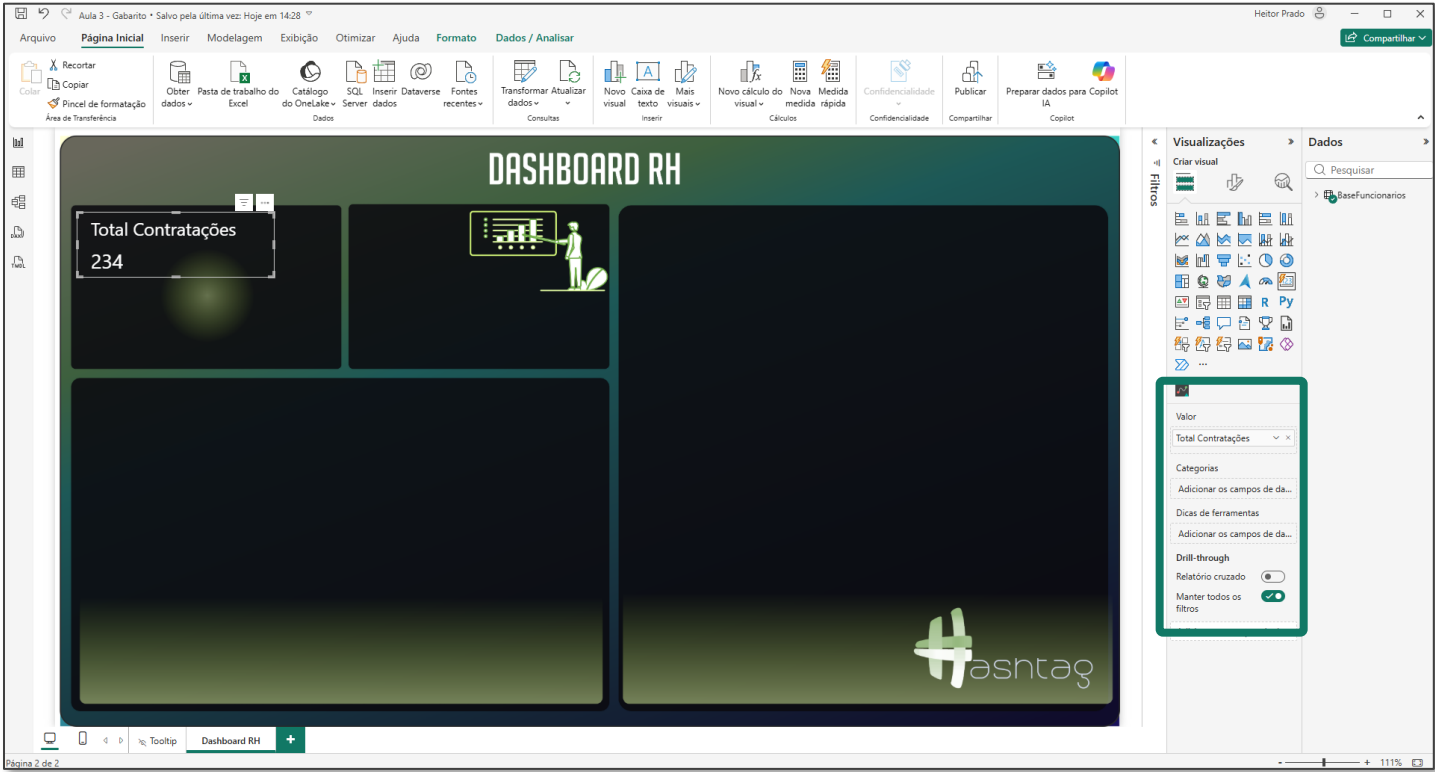 Aula 3 - Gabarito • Salvo pela última vez: Hoje em 14:28
Heitor Prado
Arquivo Página Inicial Inserir Modelagem Exibição Otimizar Ajuda Formato Dados / Analisar
Compartilhar
Colar
Recortar
Copiar
Pincel de formatação
Área de Transferência
Obter dados
Pasta de trabalho do Excel
Catálogo do OneLake
SQL Server
Inserir dados
Dataverse
Fontes recentes
Dados
Transformar dados
Atualizar
Consultas
Novo visual
Caixa de texto
Mais visuais
Inserir
Novo cálculo do visual
Nova medida
Medida rápida
Cálculos
Confidencialidade
Confidencialidade
Publicar
Compartilhar
Preparar dados para IA
Copilot
Copilot
DASHBOARD RH
Total Contratações
234
ashtag
Filtros
Visualizações
Criar visual
R Py
Valor
Total Contratações
Categorias
Adicionar os campos de da...
Dicas de ferramentas
Adicionar os campos de da...
Drill-through
Relatório cruzado
Manter todos os
filtros
Dados
Pesquisar
BaseFuncionarios
Tooltip
Dashboard RH
Página 2 de 2
- + 111%